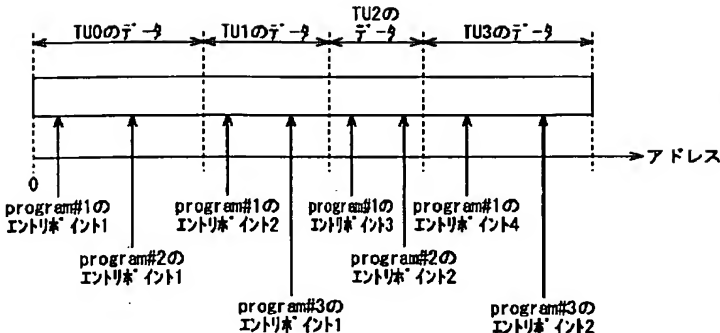 TU0のﾃﾞｰﾀ
TU1のﾃﾞｰﾀ
TU2の
ﾃﾞｰﾀ
TU3のﾃﾞｰﾀ
アドレス
0
program#1の
ｴﾝﾄﾘﾎﾟｲﾝﾄ1
program#1の
ｴﾝﾄﾘﾎﾟｲﾝﾄ2
program#1の
ｴﾝﾄﾘﾎﾟｲﾝﾄ3
program#1の
ｴﾝﾄﾘﾎﾟｲﾝﾄ4
program#2の
ｴﾝﾄﾘﾎﾟｲﾝﾄ1
program#2の
ｴﾝﾄﾘﾎﾟｲﾝﾄ2
program#3の
ｴﾝﾄﾘﾎﾟｲﾝﾄ1
program#3の
ｴﾝﾄﾘﾎﾟｲﾝﾄ2